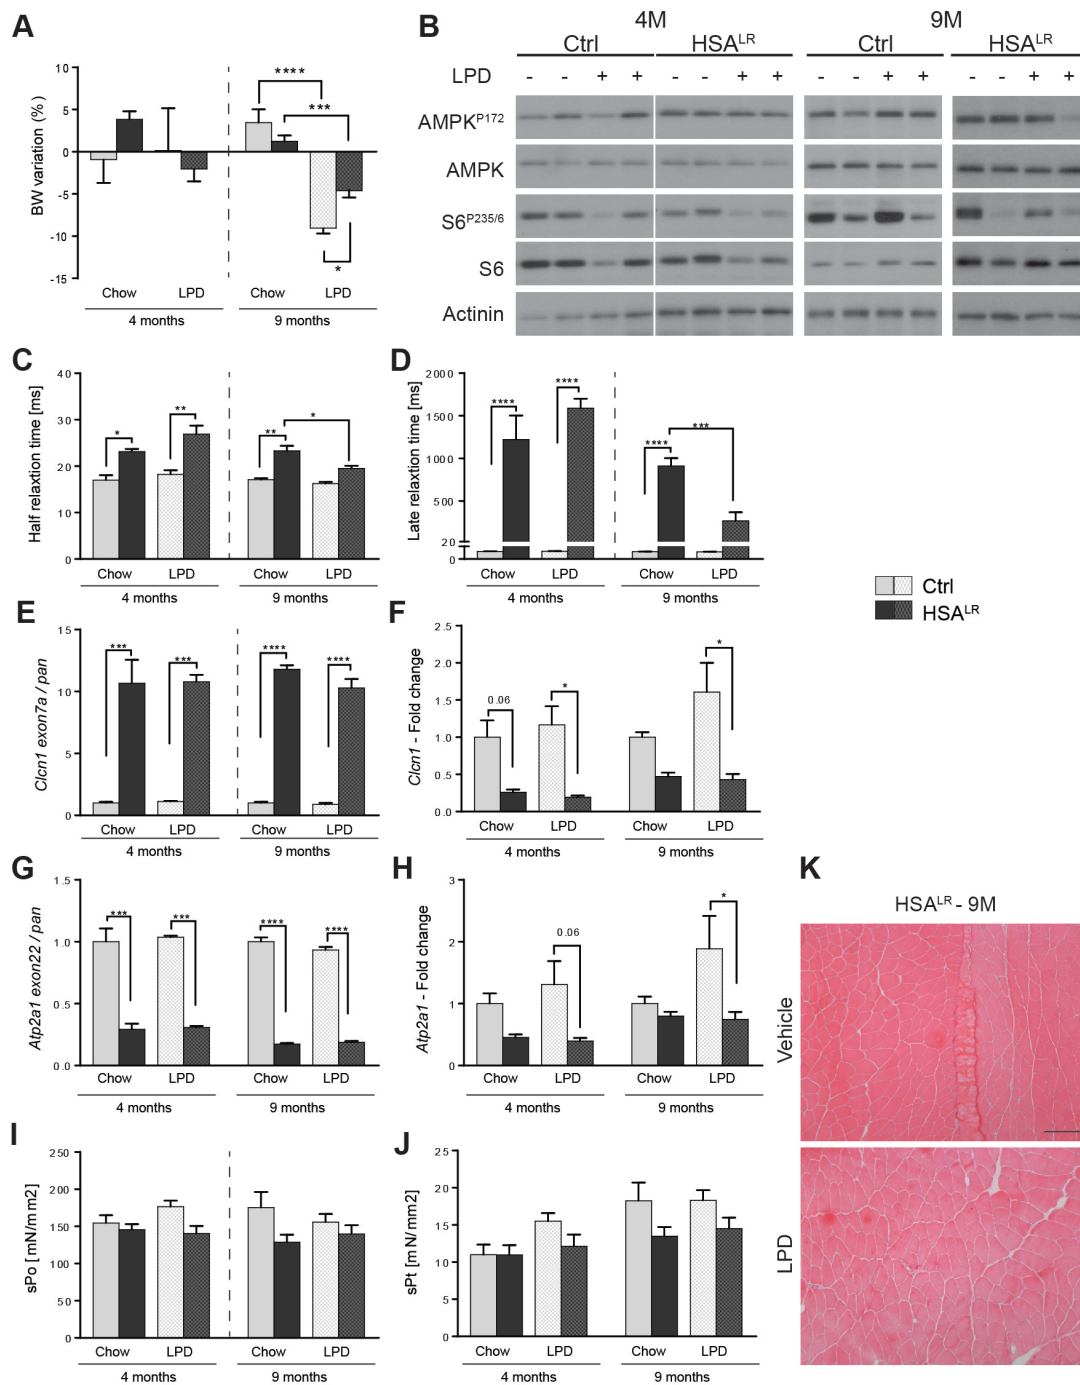 A
BW variation (%)
10
5
0
-5
-10
-15
Chow LPD Chow LPD
4 months 9 months
****
***
*
B
4M 9M
Ctrl HSA^LR Ctrl HSA^LR
LPD - - + + - - + + - - + + - - + +
AMPK^P172
AMPK
S6^P235/6
S6
Actinin
C
Half relaxtion time [ms]
40
30
20
10
0
* ** ** *
Chow LPD Chow LPD
4 months 9 months
D
Late relaxtion time [ms]
2000
1500
1000
500
20
0
**** **** **** ***
Chow LPD Chow LPD
4 months 9 months
Ctrl
HSA^LR
E
Clcn1 exon7a / pan
15
10
5
0
*** *** **** ****
Chow LPD Chow LPD
4 months 9 months
F
Clcn1 - Fold change
2.5
2.0
1.5
1.0
0.5
0.0
0.06 * *
Chow LPD Chow LPD
4 months 9 months
G
Atp2a1 exon22 / pan
1.5
1.0
0.5
0.0
*** *** **** ****
Chow LPD Chow LPD
4 months 9 months
H
Atp2a1 - Fold change
3
2
1
0
0.06 *
Chow LPD Chow LPD
4 months 9 months
I
sPo [mN/mm2]
250
200
150
100
50
0
Chow LPD Chow LPD
4 months 9 months
J
sPt [mN/mm2]
25
20
15
10
5
0
Chow LPD Chow LPD
4 months 9 months
K
HSA^LR - 9M
Vehicle
LPD